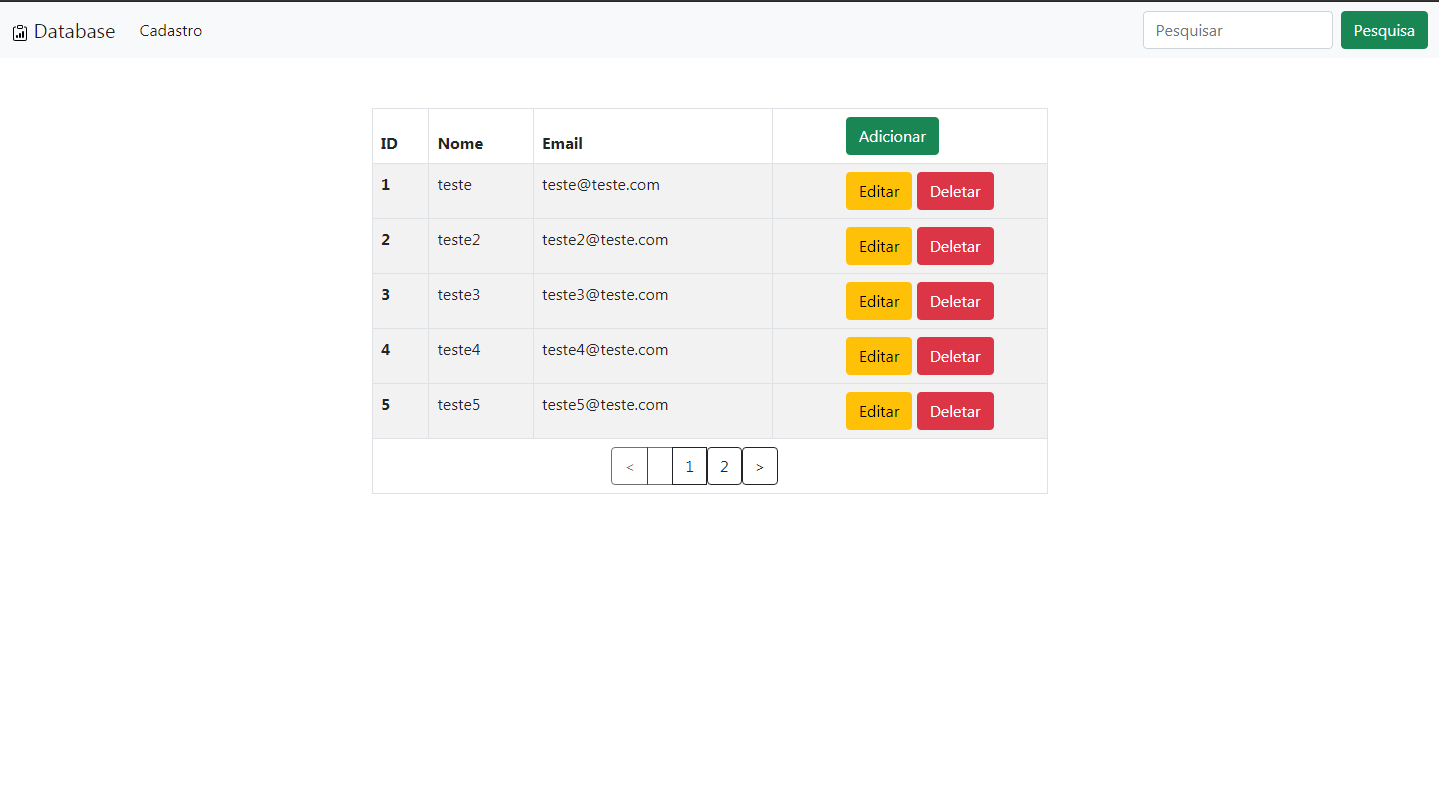 Database Cadastro Pesquisar Pesquisa
ID Nome Email Adicionar
1 teste teste@teste.com Editar Deletar
2 teste2 teste2@teste.com Editar Deletar
3 teste3 teste3@teste.com Editar Deletar
4 teste4 teste4@teste.com Editar Deletar
5 teste5 teste5@teste.com Editar Deletar
< 1 2 >